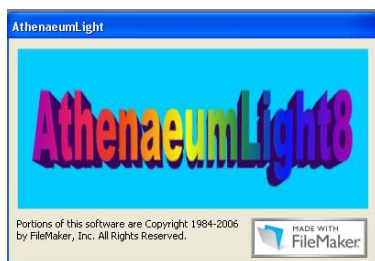 AthenaeumLight
AthenaeumLight8
Portions of this software are Copyright 1984-2006
by FileMaker, Inc. All Rights Reserved.
MADE WITH
FileMaker.